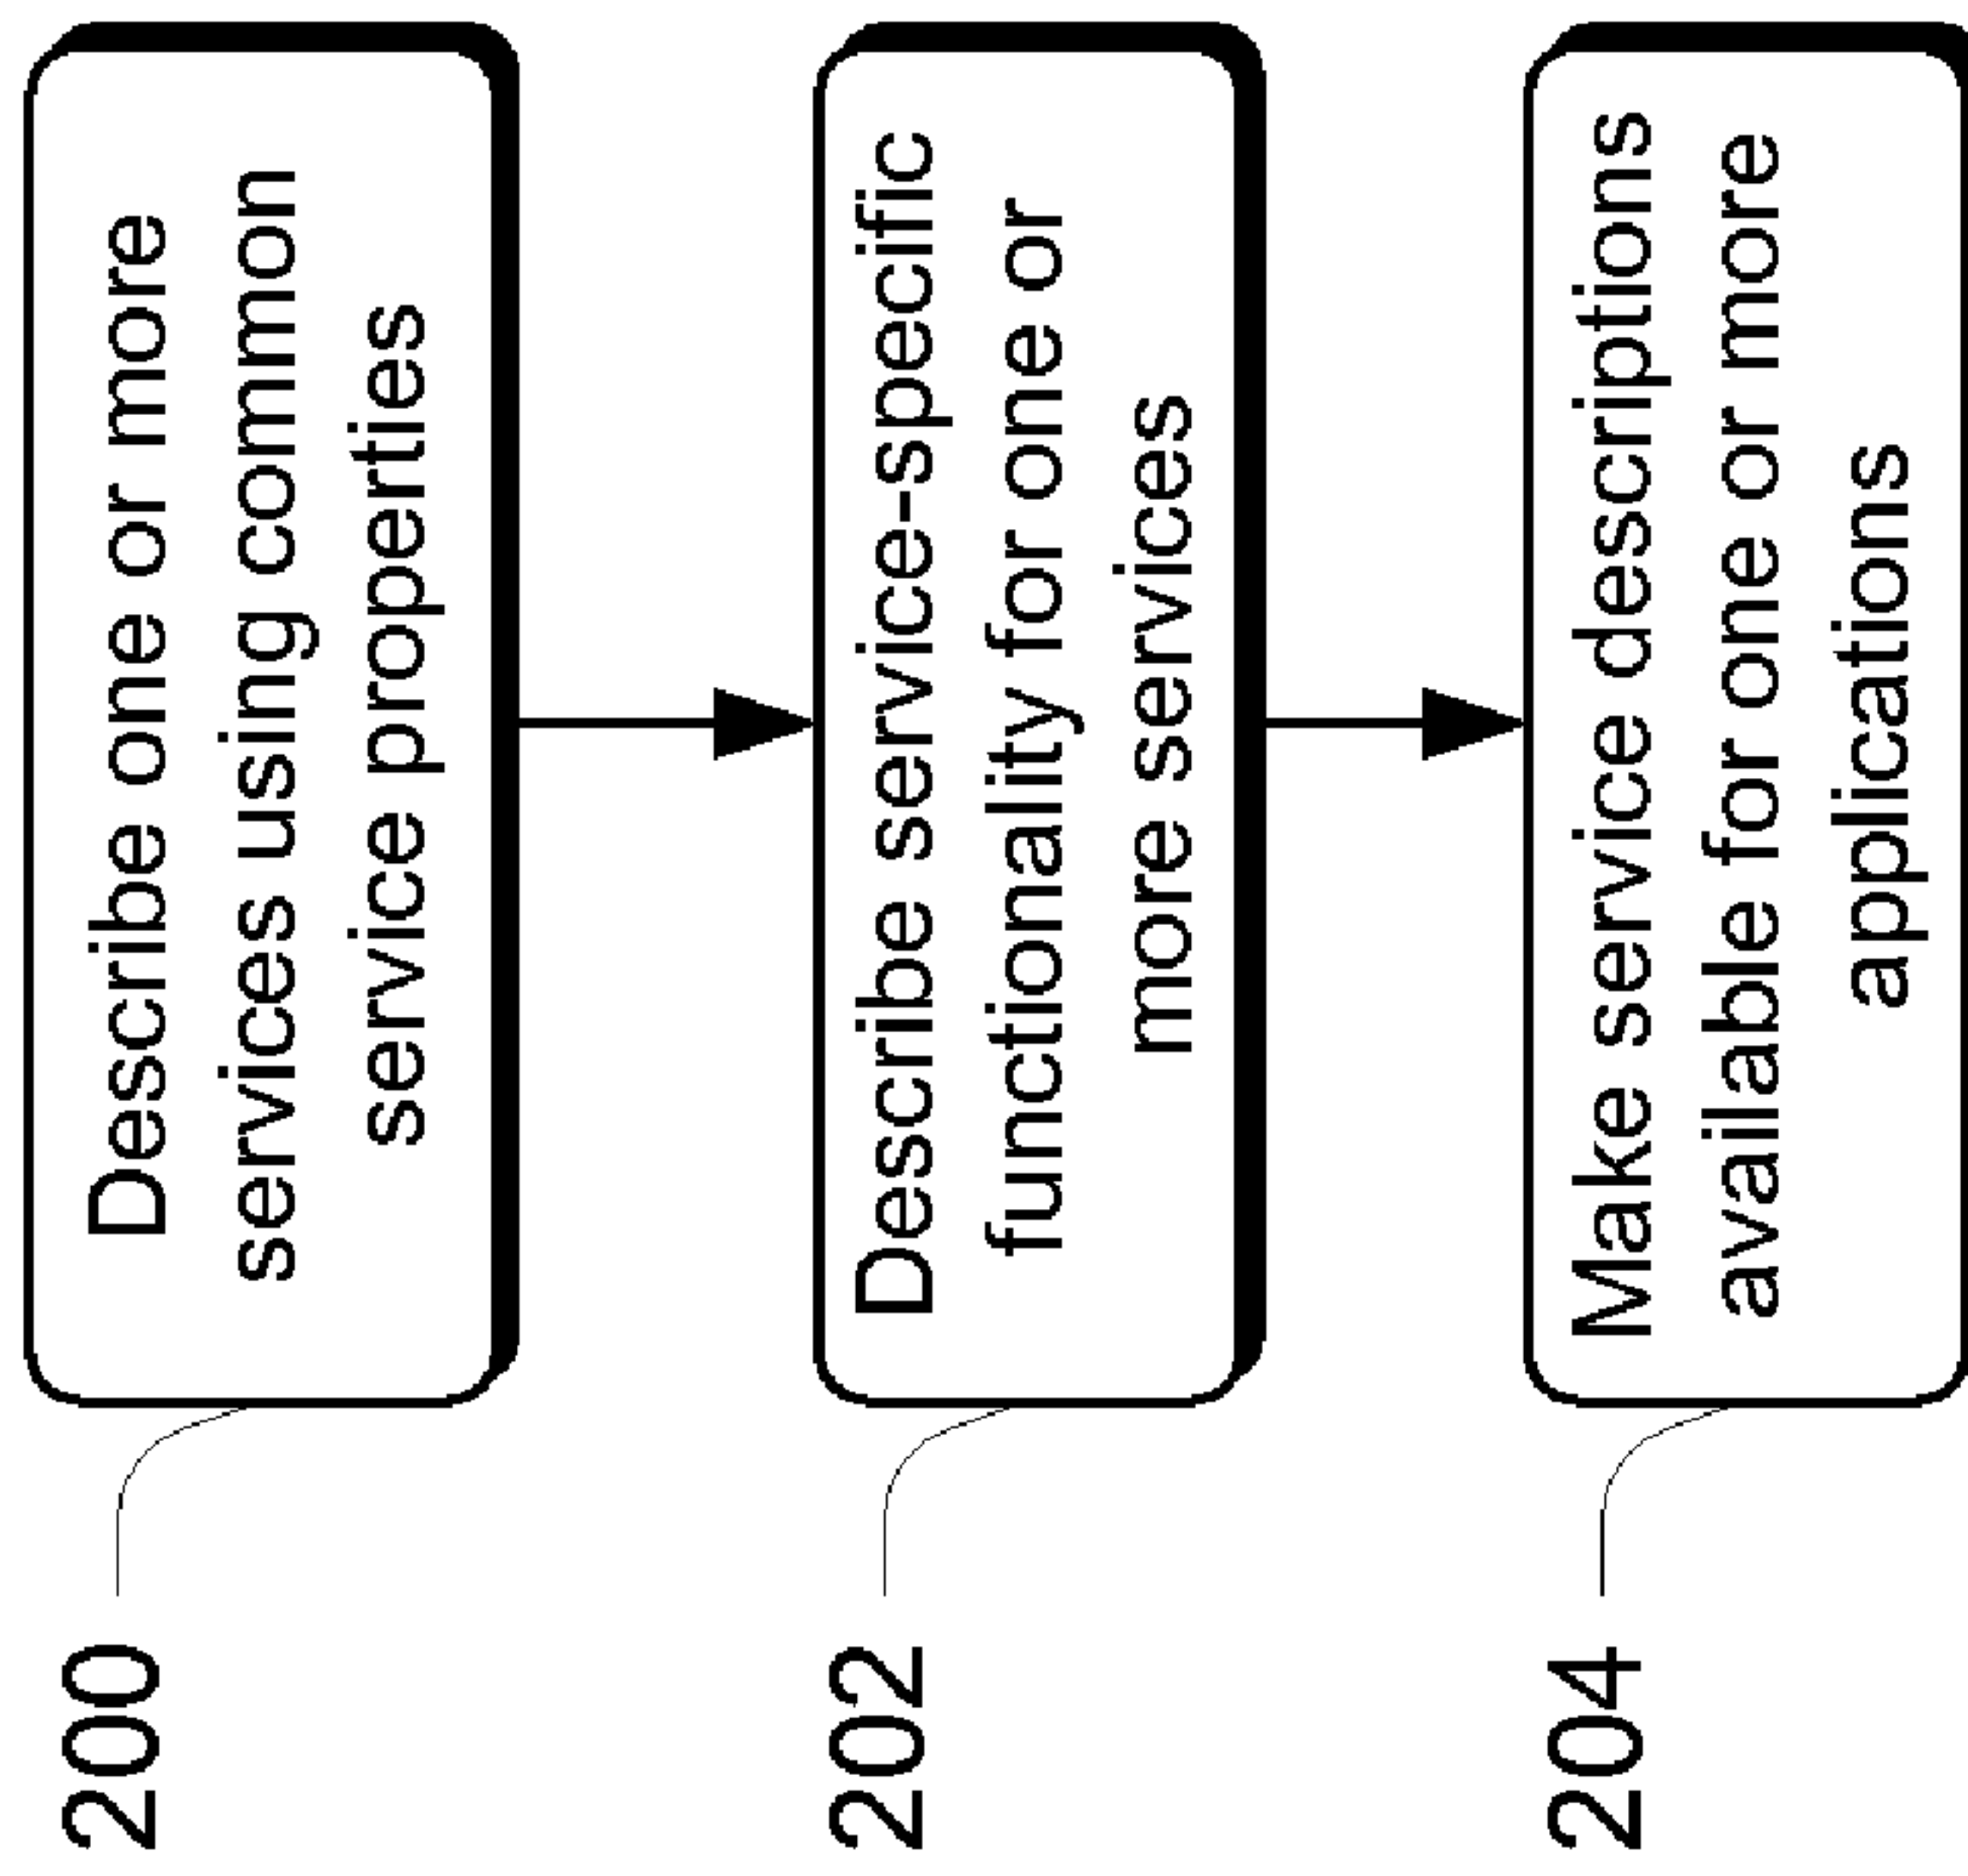 200
Describe one or more
services using common
service properties
202
Describe service-specific
functionality for one or
more services
204
Make service descriptions
available for one or more
applications